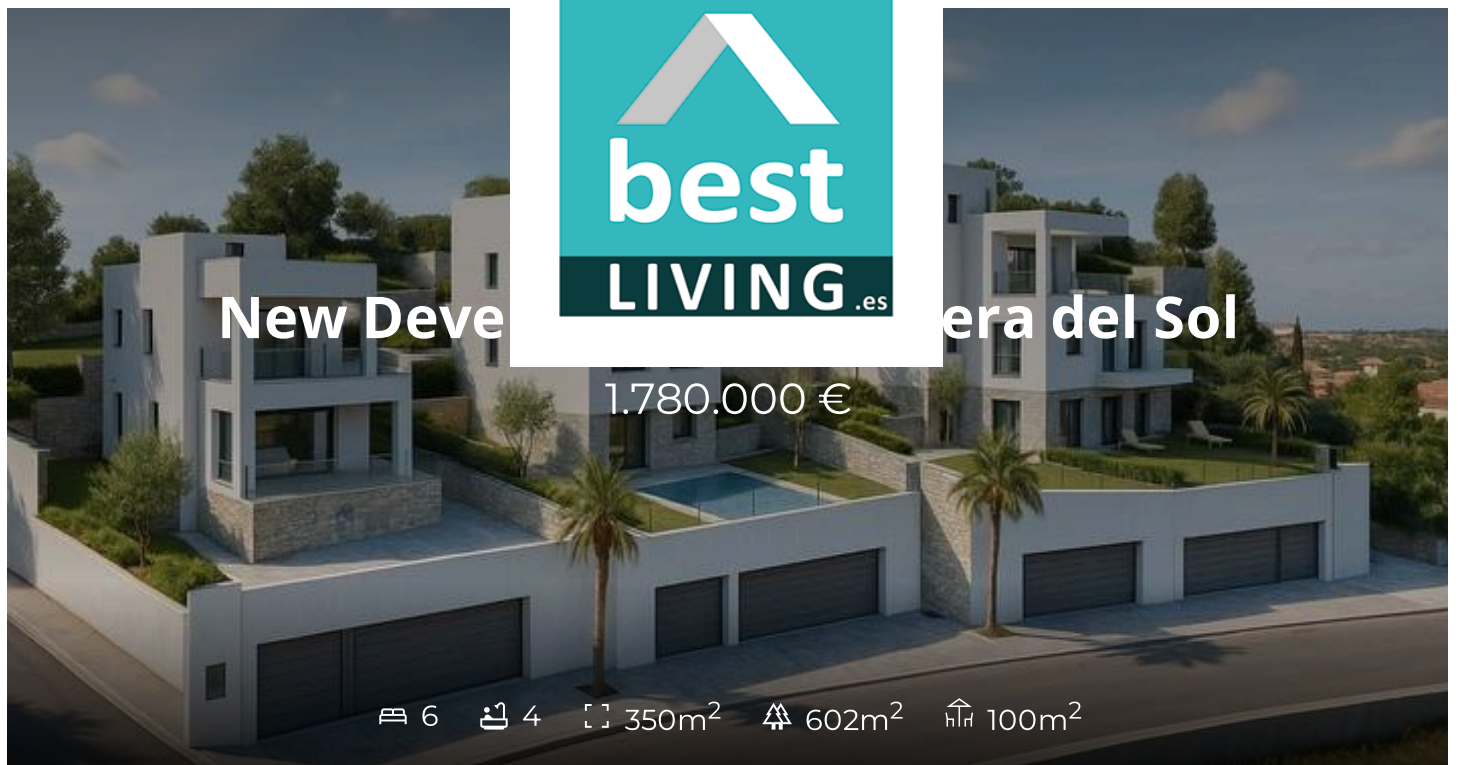 best
LIVING.es
New Deve
era del Sol
1.780.000 €
6 4 350m² 602m² 100m²